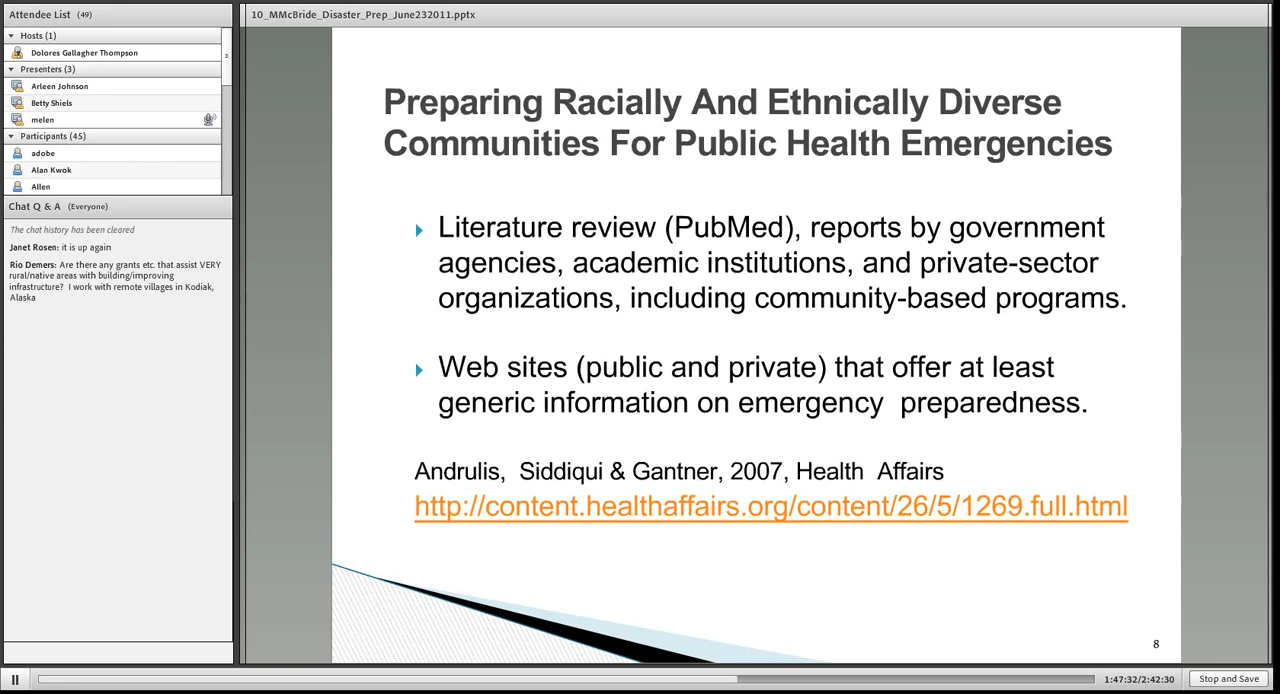 Attendee List (49)
Hosts (1)
Dolores Gallagher Thompson
Presenters (3)
Arleen Johnson
Betty Shiels
melen
Participants (45)
adobe
Alan Kwok
Allen
Chat Q & A (Everyone)
The chat history has been cleared
Janet Rosen: it is up again
Rio Demers: Are there any grants etc. that assist VERY
rural/native areas with building/improving
infrastructure? I work with remote villages in Kodiak,
Alaska
10_MMcBride_Disaster_Prep_June232011.pptx
Preparing Racially And Ethnically Diverse
Communities For Public Health Emergencies
Literature review (PubMed), reports by government
agencies, academic institutions, and private-sector
organizations, including community-based programs.
Web sites (public and private) that offer at least
generic information on emergency preparedness.
Andrulis, Siddiqui & Gantner, 2007, Health Affairs
http://content.healthaffairs.org/content/26/5/1269.full.html
8
1:47:32/2:42:30
Stop and Save